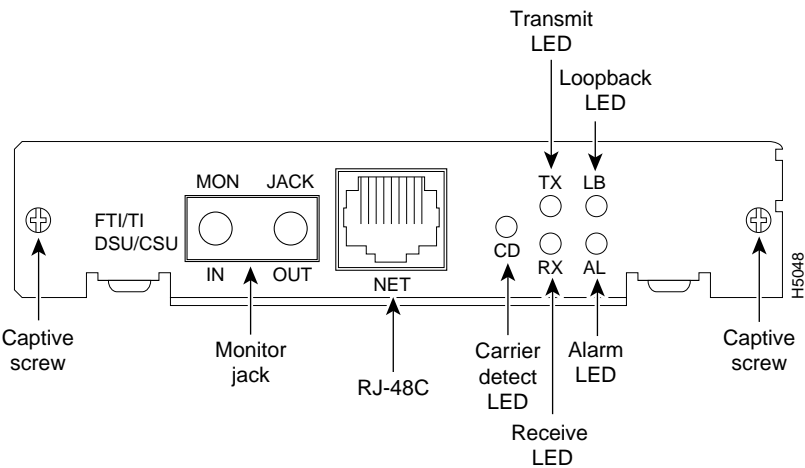 Transmit
LED
Loopback
LED
MON JACK
TX LB
FTI/TI
DSU/CSU
CD
IN OUT
NET
RX AL
H5048
Captive
screw
Monitor
jack
RJ-48C
Carrier
detect
LED
Alarm
LED
Captive
screw
Receive
LED